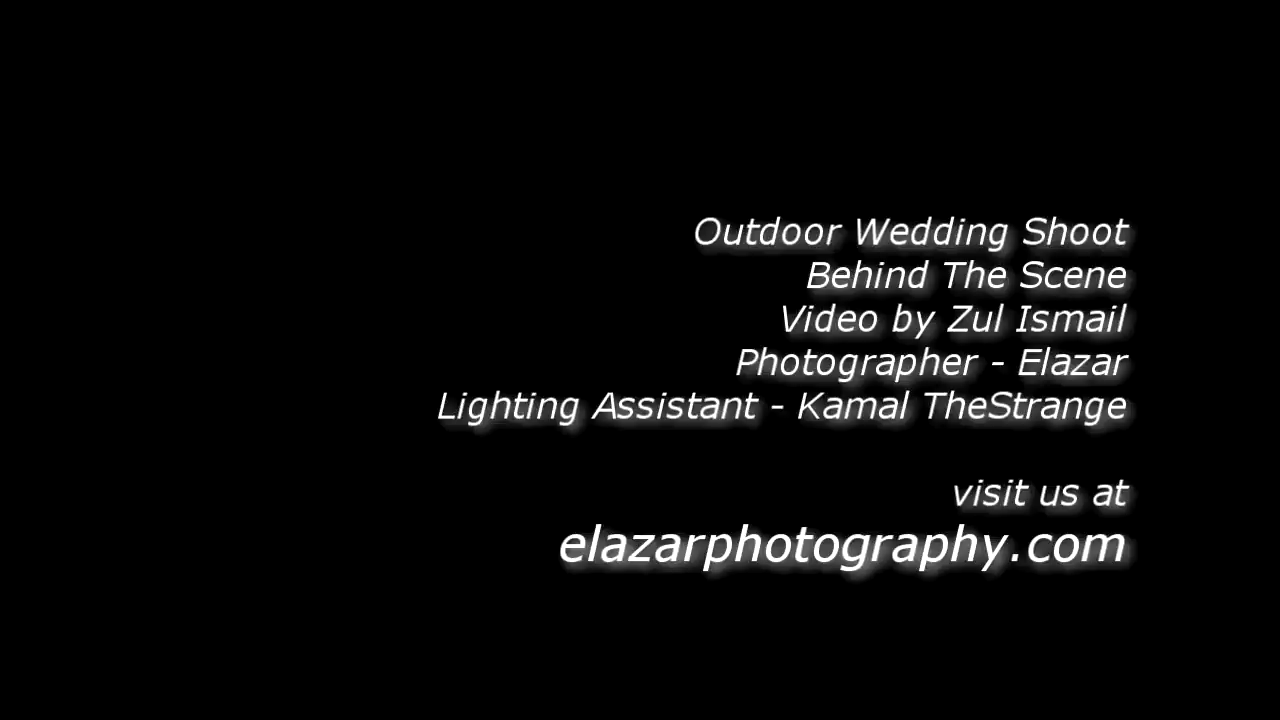 Outdoor Wedding Shoot
Behind The Scene
Video by Zul Ismail
Photographer - Elazar
Lighting Assistant - Kamal TheStrange
visit us at
elazarphotography.com